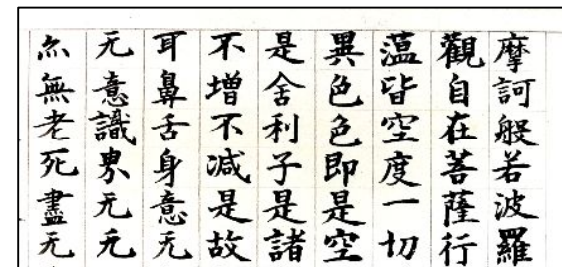 摩訶般若波羅
觀自在菩薩行
薀皆空度一切
異色色即是空
是舍利子是諸
不增不減是故
耳鼻舌身意无
无意識界无无
亦無老死盡无